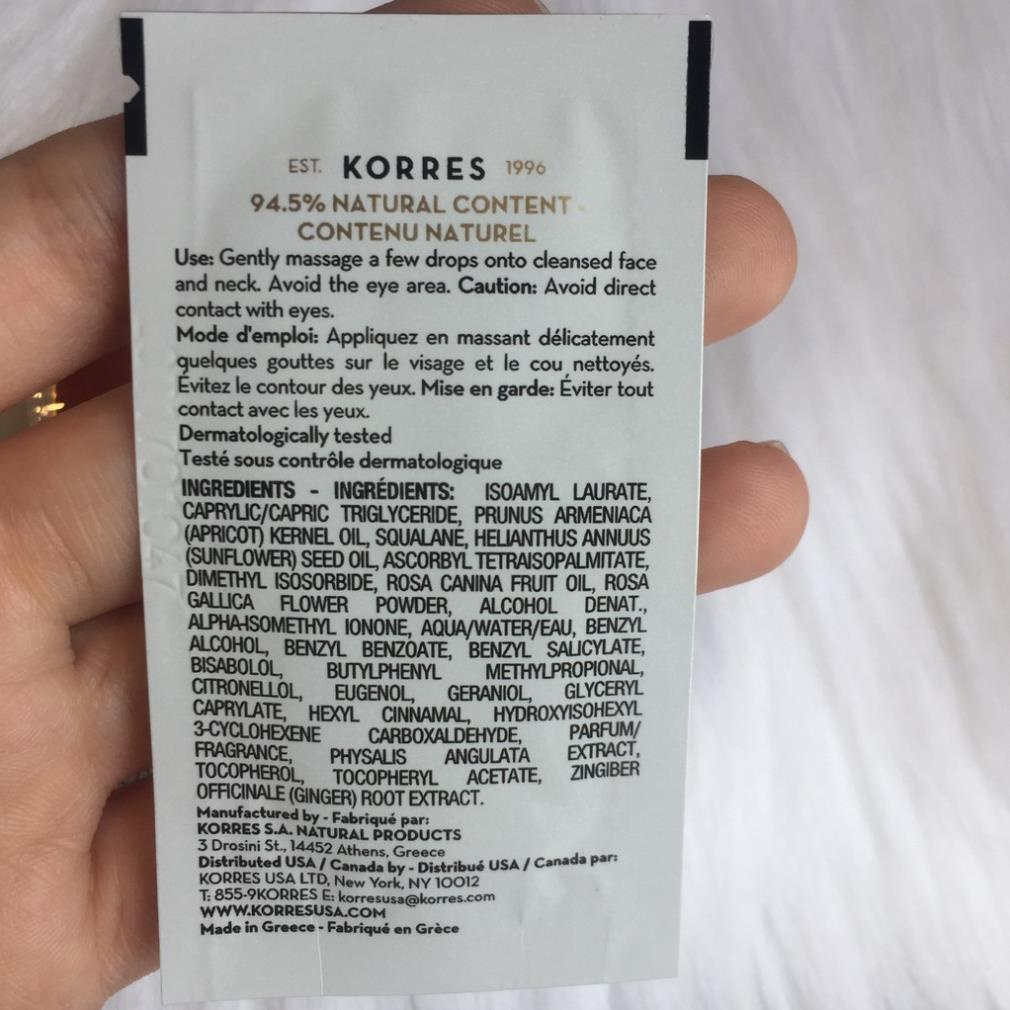 EST. KORRES 1996
94.5% NATURAL CONTENT -
CONTENU NATUREL
Use: Gently massage a few drops onto cleansed face
and neck. Avoid the eye area. Caution: Avoid direct
contact with eyes.
Mode d'emploi: Appliquez en massant délicatement
quelques gouttes sur le visage et le cou nettoyés.
Évitez le contour des yeux. Mise en garde: Éviter tout
contact avec les yeux.
Dermatologically tested
Testé sous contrôle dermatologique
INGREDIENTS - INGRÉDIENTS: ISOAMYL LAURATE,
CAPRYLIC/CAPRIC TRIGLYCERIDE, PRUNUS ARMENIACA
(APRICOT) KERNEL OIL, SQUALANE, HELIANTHUS ANNUUS
(SUNFLOWER) SEED OIL, ASCORBYL TETRAISOPALMITATE,
DIMETHYL ISOSORBIDE, ROSA CANINA FRUIT OIL, ROSA
GALLICA FLOWER POWDER, ALCOHOL DENAT.,
ALPHA-ISOMETHYL IONONE, AQUA/WATER/EAU, BENZYL
ALCOHOL, BENZYL BENZOATE, BENZYL SALICYLATE,
BISABOLOL, BUTYLPHENYL METHYLPROPIONAL,
CITRONELLOL, EUGENOL, GERANIOL, GLYCERYL
CAPRYLATE, HEXYL CINNAMAL, HYDROXYISOHEXYL
3-CYCLOHEXENE CARBOXALDEHYDE, PARFUM/
FRAGRANCE, PHYSALIS ANGULATA EXTRACT,
TOCOPHEROL, TOCOPHERYL ACETATE, ZINGIBER
OFFICINALE (GINGER) ROOT EXTRACT.
Manufactured by - Fabriqué par:
KORRES S.A. NATURAL PRODUCTS
3 Drosini St., 14452 Athens, Greece
Distributed USA / Canada by - Distribué USA / Canada par:
KORRES USA LTD, New York, NY 10012
T: 855-9KORRES E: korresusa@korres.com
WWW.KORRESUSA.COM
Made in Greece - Fabriqué en Grèce